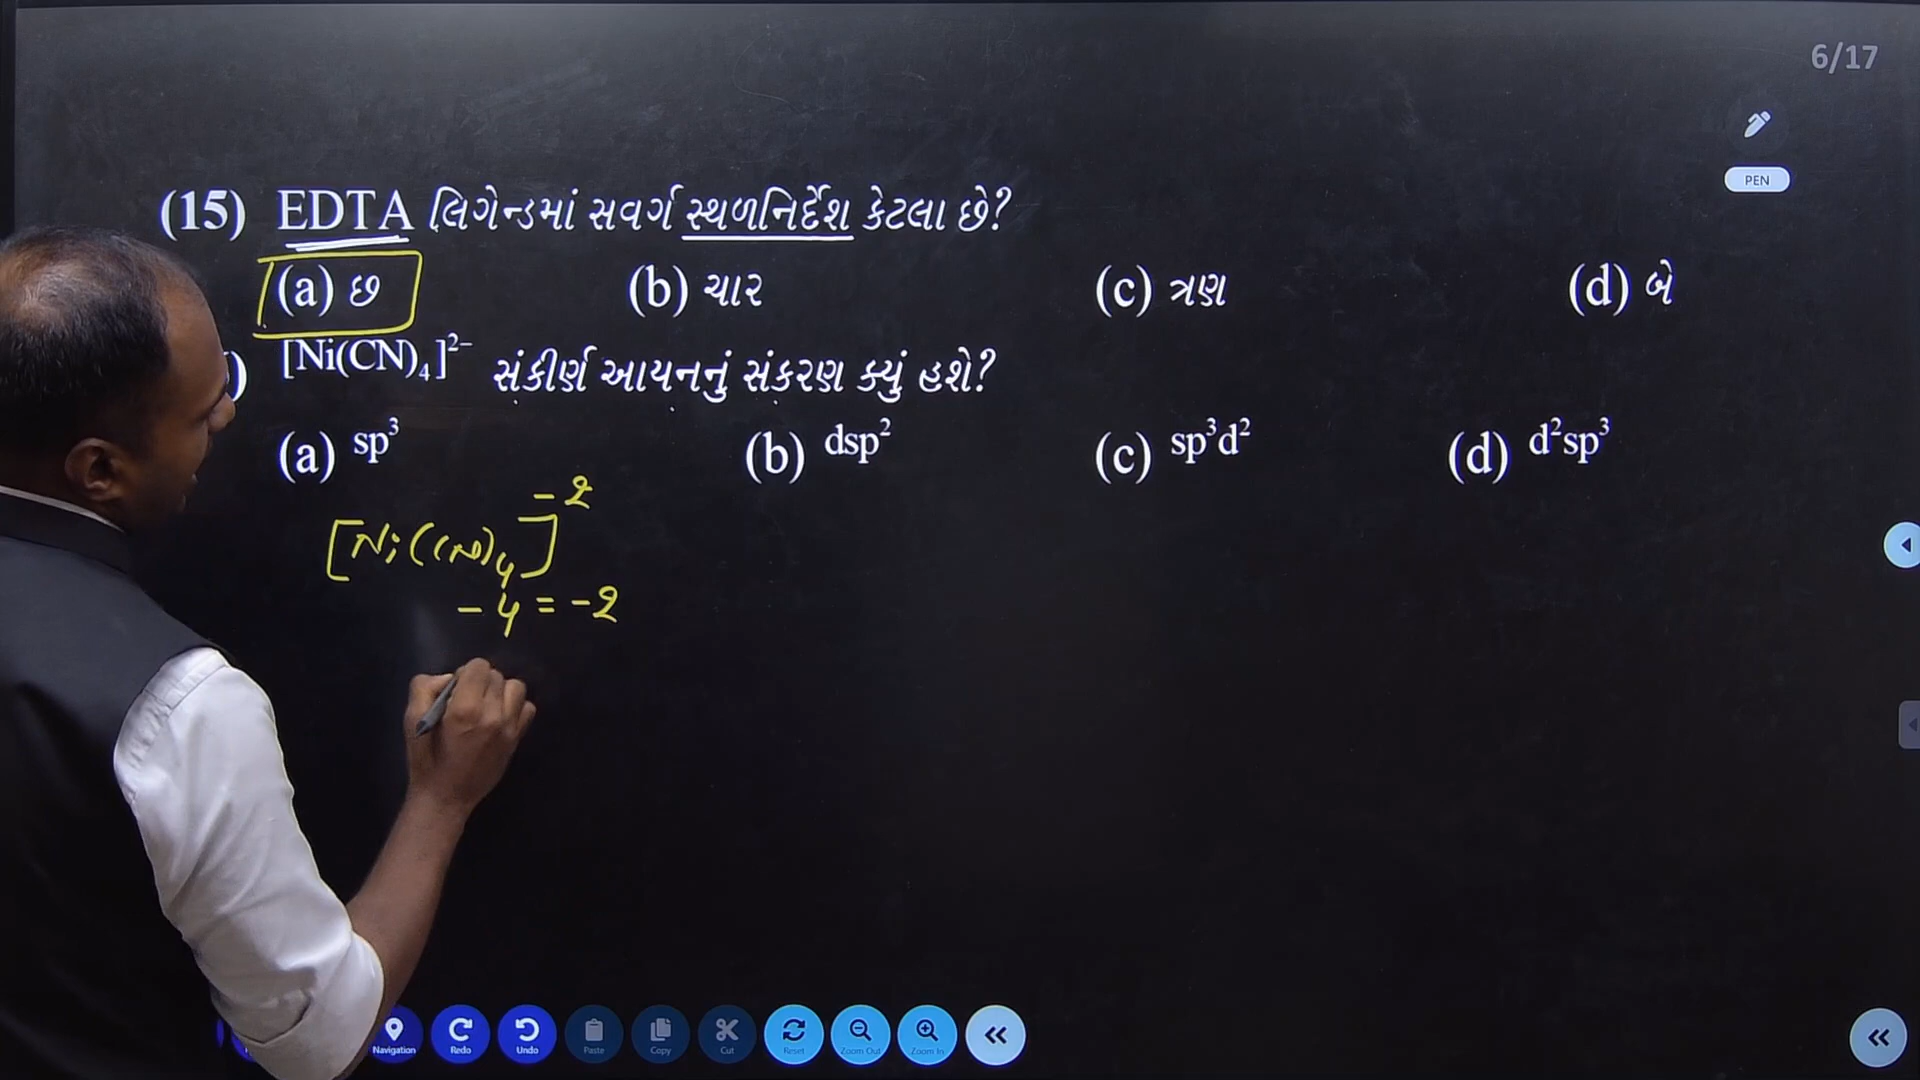 6/17
PEN
(15) EDTA લિગેન્ડમાં સવર્ગ સ્થળનિર્દેશ કેટલા છે?
(a) છ (b) ચાર (c) ત્રણ (d) બે
) [Ni(CN)₄]²⁻ સંકીર્ણ આયનનું સંકરણ ક્યું હશે?
(a) sp³ (b) dsp² (c) sp³d² (d) d²sp³
[Ni(CN)₄]⁻²
-4 = -2
Navigation Redo Undo Paste Copy Cut Reset Zoom Out Zoom In